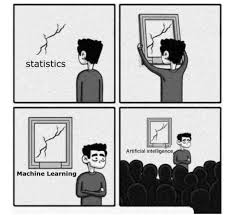 statistics
Machine Learning
Artificial intelligence